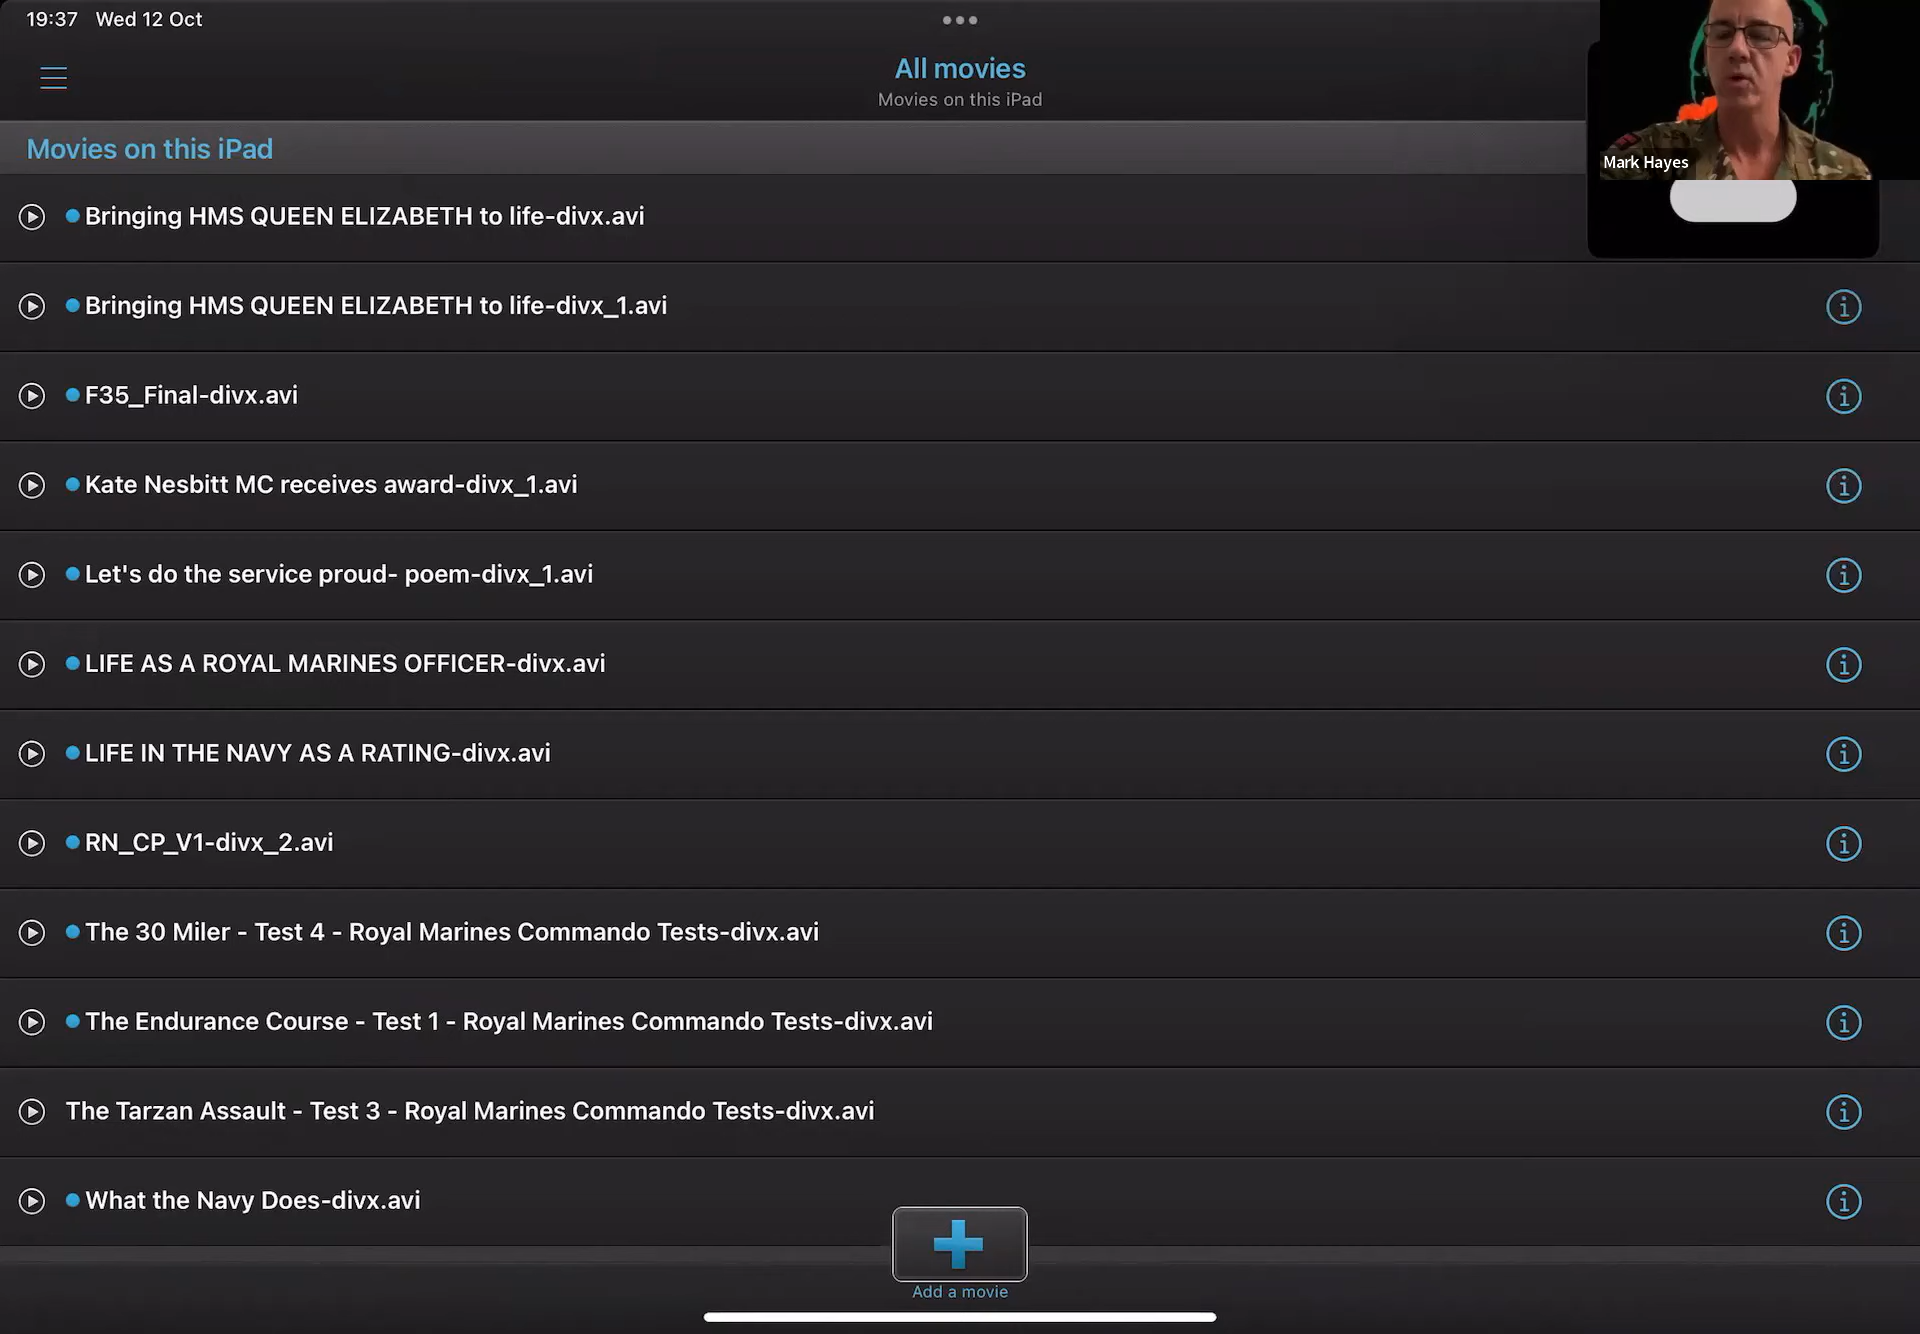 19:37 Wed 12 Oct
All movies
Movies on this iPad
Mark Hayes
Movies on this iPad
Bringing HMS QUEEN ELIZABETH to life-divx.avi
Bringing HMS QUEEN ELIZABETH to life-divx_1.avi
F35_Final-divx.avi
Kate Nesbitt MC receives award-divx_1.avi
Let's do the service proud- poem-divx_1.avi
LIFE AS A ROYAL MARINES OFFICER-divx.avi
LIFE IN THE NAVY AS A RATING-divx.avi
RN_CP_V1-divx_2.avi
The 30 Miler - Test 4 - Royal Marines Commando Tests-divx.avi
The Endurance Course - Test 1 - Royal Marines Commando Tests-divx.avi
The Tarzan Assault - Test 3 - Royal Marines Commando Tests-divx.avi
What the Navy Does-divx.avi
Add a movie